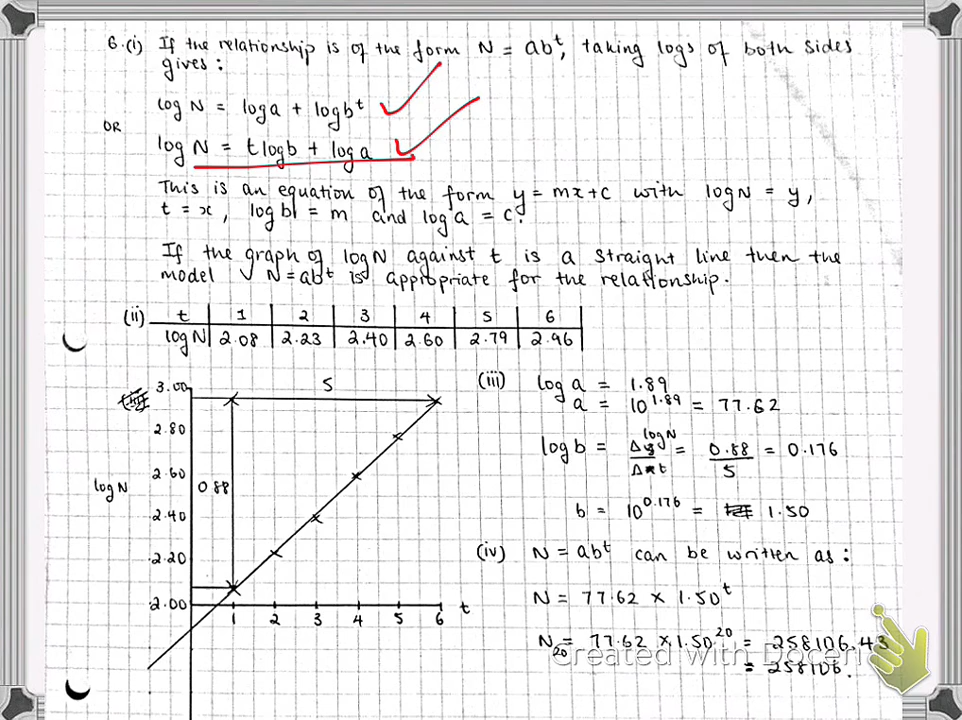 6.(i) If the relationship is of the form N = ab^t, taking logs of both sides
gives:
log N = log a + log b^t
OR
log N = t log b + log a
This is an equation of the form y = mx + c with log N = y,
t = x, log b = m and log a = c.
If the graph of log N against t is a straight line then the
model N = ab^t is appropriate for the relationship.
(ii) t 1 2 3 4 5 6
log N 2.08 2.23 2.40 2.60 2.79 2.96
3.00
5
2.80
2.60
log N
0.88
2.40
2.20
2.00
1 2 3 4 5 6 t
(iii) log a = 1.89
a = 10^1.89 = 77.62
log b = Δ log N / Δ t = 0.88 / 5 = 0.176
b = 10^0.176 = 1.50
(iv) N = ab^t can be written as:
N = 77.62 × 1.50^t
N20 = 77.62 × 1.50^20 = 258106.43
= 258106.
Created with Doceri